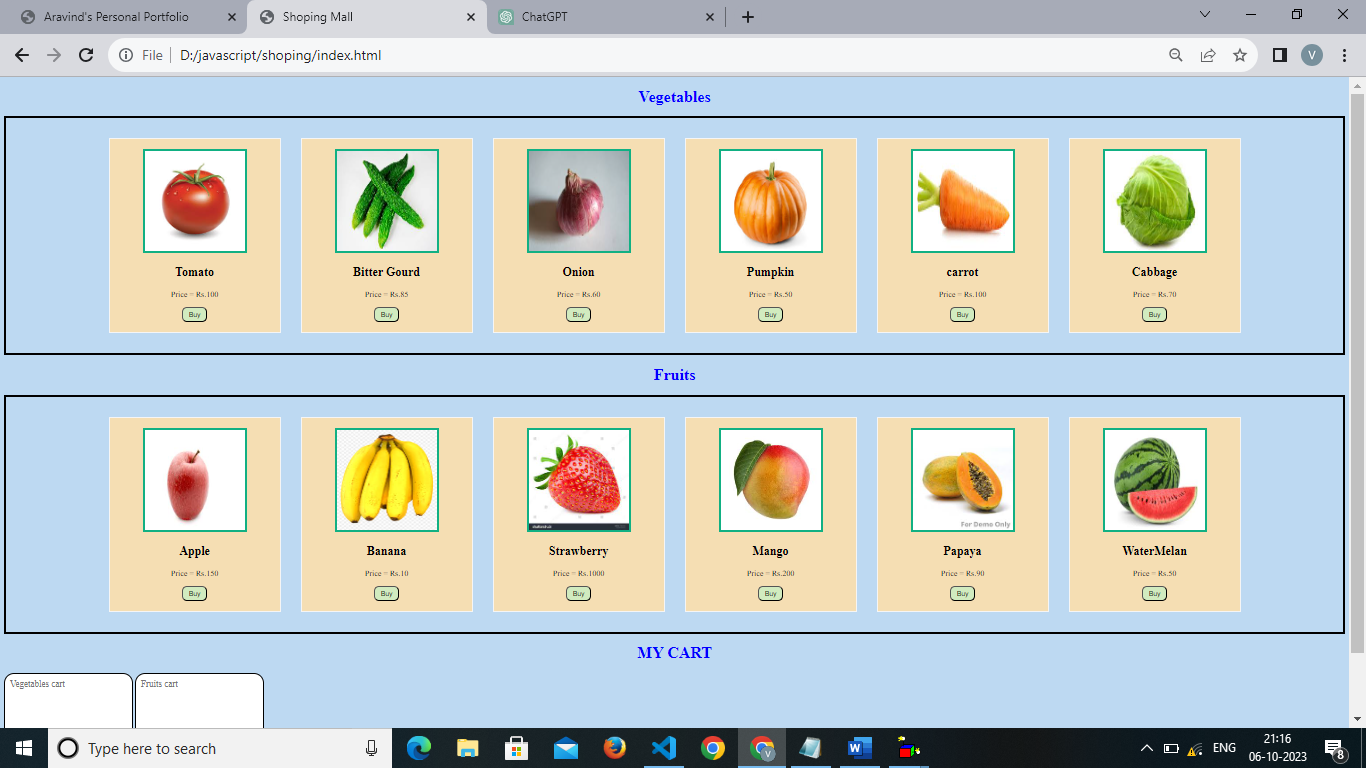 Aravind's Personal Portfolio
Shoping Mall
ChatGPT
File
D:/javascript/shoping/index.html
V
Vegetables
Tomato
Price = Rs.100
Buy
Bitter Gourd
Price = Rs.85
Buy
Onion
Price = Rs.60
Buy
Pumpkin
Price = Rs.50
Buy
carrot
Price = Rs.100
Buy
Cabbage
Price = Rs.70
Buy
Fruits
Apple
Price = Rs.150
Buy
Banana
Price = Rs.10
Buy
Strawberry
Price = Rs.1000
Buy
For Demo Only
Mango
Price = Rs.200
Buy
Papaya
Price = Rs.90
Buy
WaterMelan
Price = Rs.50
Buy
MY CART
Vegetables cart
Fruits cart
Type here to search
V
W
ENG
21:16
06-10-2023
8